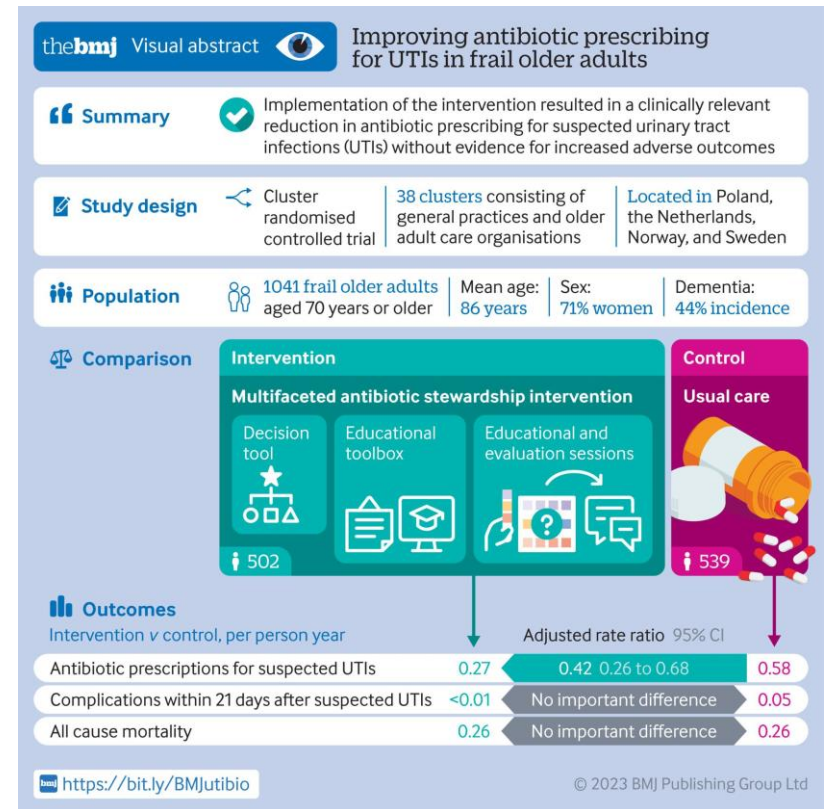 thebmj Visual abstract
Improving antibiotic prescribing
for UTIs in frail older adults
Summary
Implementation of the intervention resulted in a clinically relevant
reduction in antibiotic prescribing for suspected urinary tract
infections (UTIs) without evidence for increased adverse outcomes
Study design
Cluster
randomised
controlled trial
38 clusters consisting of
general practices and older
adult care organisations
Located in Poland,
the Netherlands,
Norway, and Sweden
Population
1041 frail older adults
aged 70 years or older
Mean age:
86 years
Sex:
71% women
Dementia:
44% incidence
Comparison
Intervention
Multifaceted antibiotic stewardship intervention
Decision
tool
Educational
toolbox
Educational and
evaluation sessions
?
502
Control
Usual care
539
Outcomes
Intervention v control, per person year
Adjusted rate ratio 95% CI
Antibiotic prescriptions for suspected UTIs 0.27 0.42 0.26 to 0.68 0.58
Complications within 21 days after suspected UTIs <0.01 No important difference 0.05
All cause mortality 0.26 No important difference 0.26
bmj https://bit.ly/BMJutibio
© 2023 BMJ Publishing Group Ltd